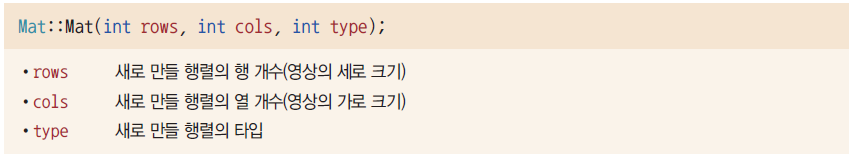 Mat::Mat(int rows, int cols, int type);
• rows 새로 만들 행렬의 행 개수(영상의 세로 크기)
• cols 새로 만들 행렬의 열 개수(영상의 가로 크기)
• type 새로 만들 행렬의 타입